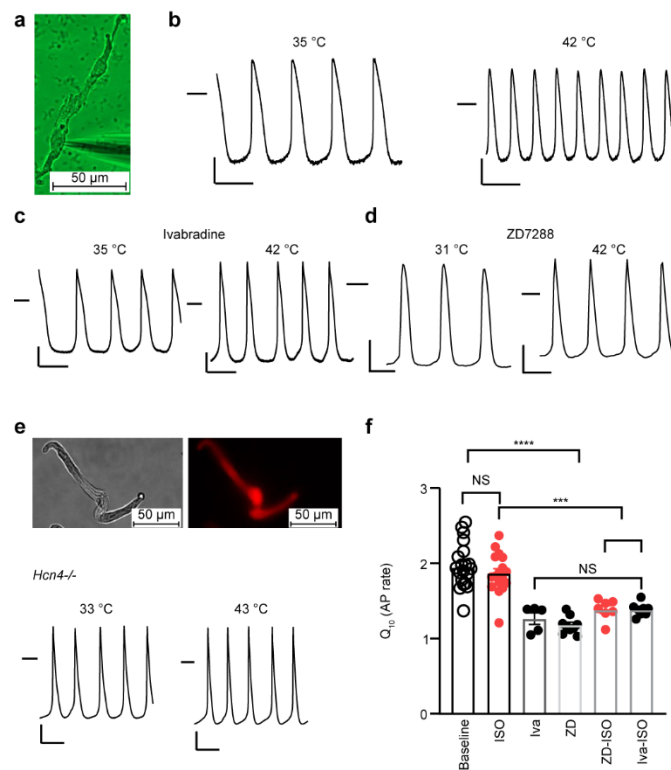 a
50 µm
b
35 °C
42 °C
c
Ivabradine
35 °C
42 °C
d
ZD7288
31 °C
42 °C
e
50 µm
50 µm
Hcn4-/-
33 °C
43 °C
f
****
NS
***
NS
3
2
1
0
Q10 (AP rate)
Baseline
ISO
Iva
ZD
ZD-ISO
Iva-ISO